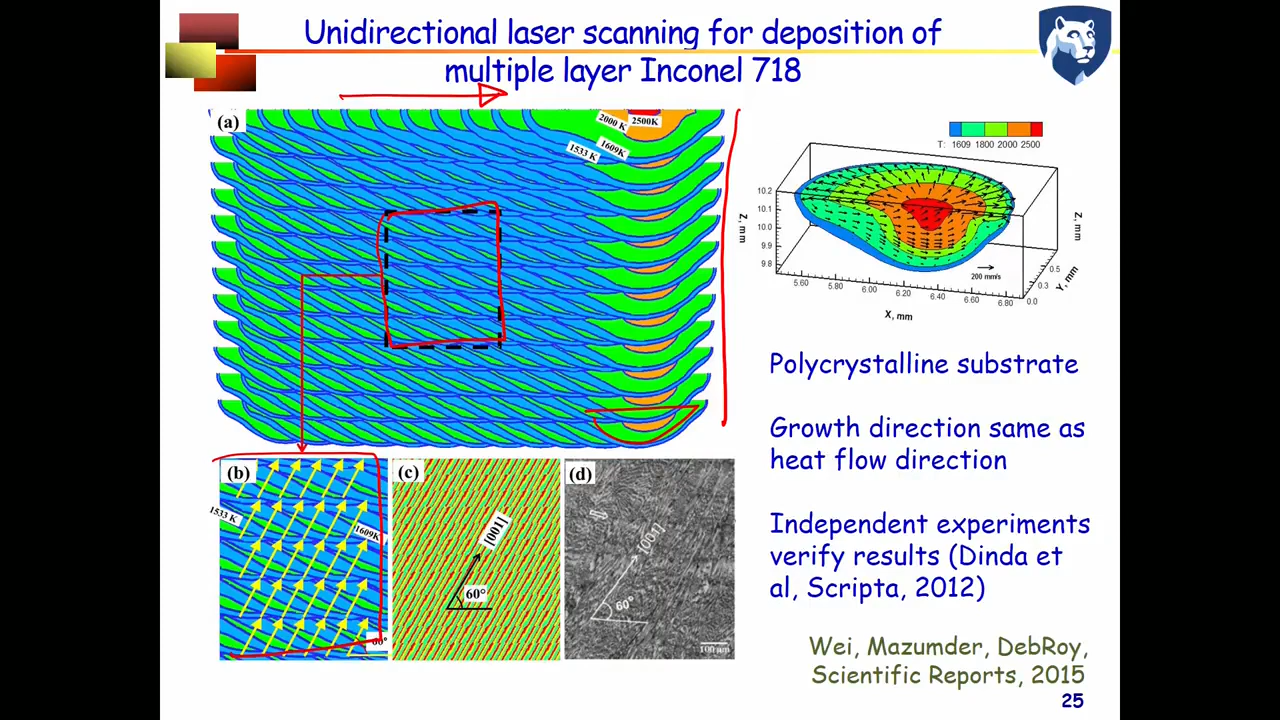 Unidirectional laser scanning for deposition of
multiple layer Inconel 718
(a)
2000 K
2500K
1609K
1533 K
T: 1609 1800 2000 2500
10.2
10.1
10.0
9.9
9.8
Z, mm
Z, mm
5.60 5.80 6.00 6.20 6.40 6.60 6.80
X, mm
0.0
0.3
0.5
Y, mm
200 mm/s
Polycrystalline substrate
Growth direction same as
heat flow direction
Independent experiments
verify results (Dinda et
al, Scripta, 2012)
(b)
1533 K
1609K
60°
(c)
[001]
60°
(d)
[001]
60°
100 μm
Wei, Mazumder, DebRoy,
Scientific Reports, 2015
25